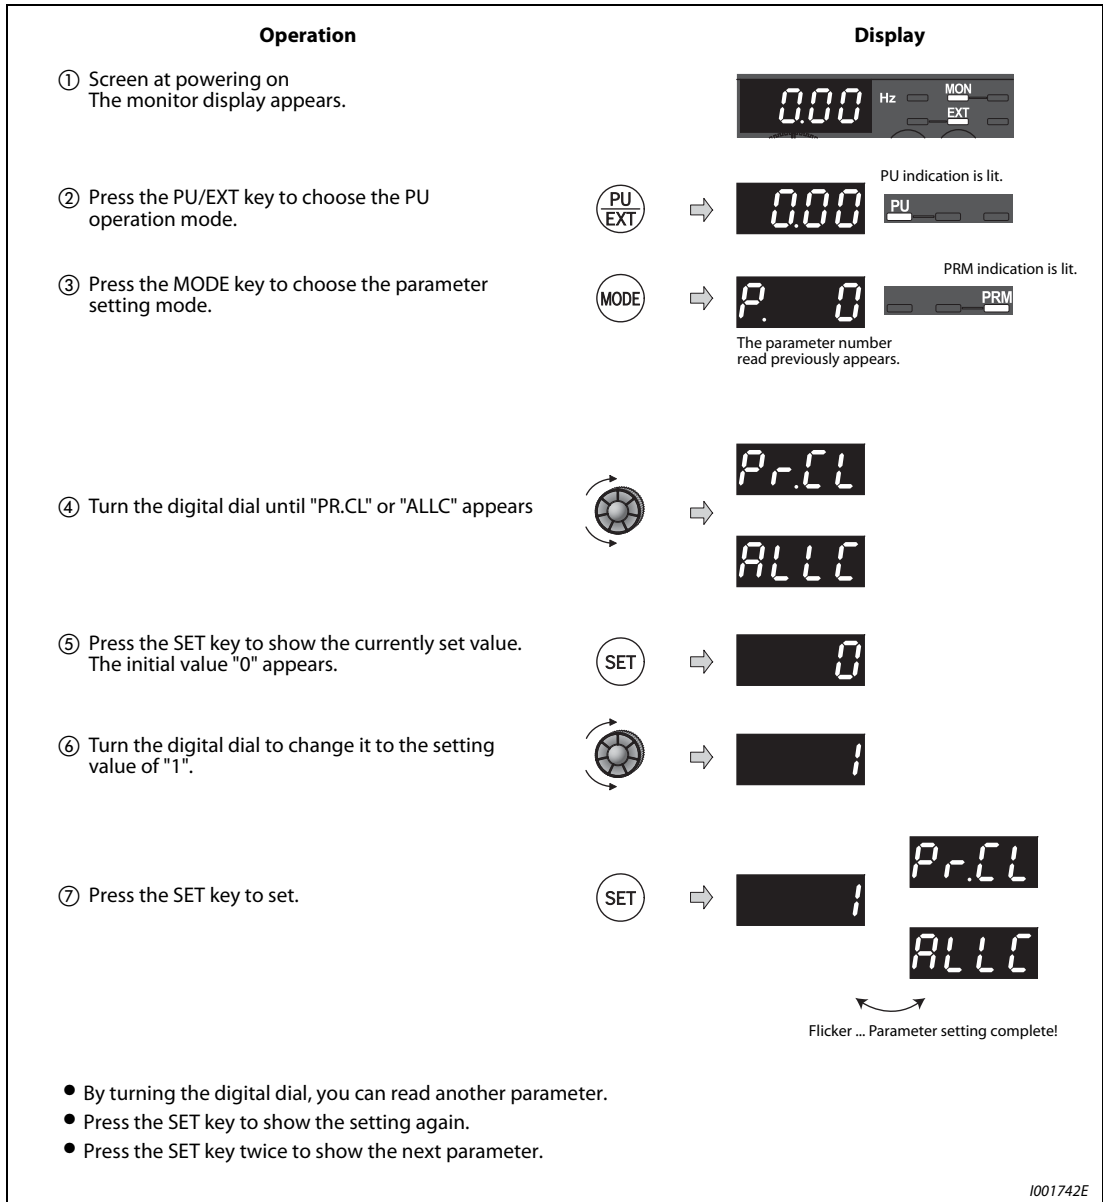 Operation
Display
① Screen at powering on
The monitor display appears.
0.00 Hz MON
EXT
② Press the PU/EXT key to choose the PU
operation mode.
PU
EXT
0.00
PU indication is lit.
PU
③ Press the MODE key to choose the parameter
setting mode.
MODE
P. 0
PRM indication is lit.
PRM
The parameter number
read previously appears.
④ Turn the digital dial until "PR.CL" or "ALLC" appears
Pr.CL
ALLC
⑤ Press the SET key to show the currently set value.
The initial value "0" appears.
SET
0
⑥ Turn the digital dial to change it to the setting
value of "1".
1
⑦ Press the SET key to set.
SET
1
Pr.CL
ALLC
Flicker ... Parameter setting complete!
● By turning the digital dial, you can read another parameter.
● Press the SET key to show the setting again.
● Press the SET key twice to show the next parameter.
I001742E